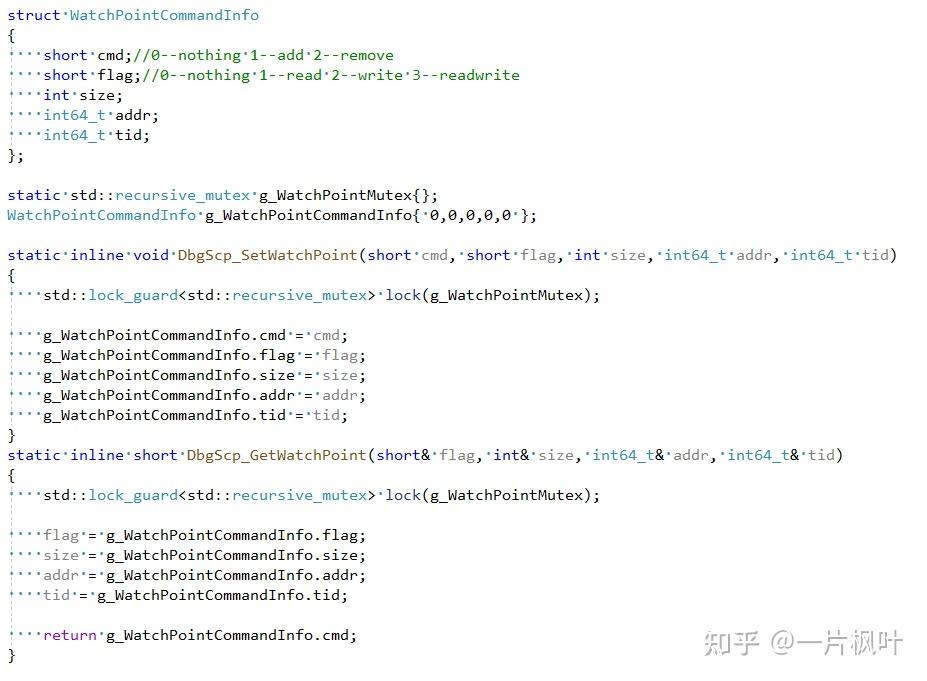 struct WatchPointCommandInfo
{
    short cmd;//0--nothing 1--add 2--remove
    short flag;//0--nothing 1--read 2--write 3--readwrite
    int size;
    int64_t addr;
    int64_t tid;
};

static std::recursive_mutex g_WatchPointMutex{};
WatchPointCommandInfo g_WatchPointCommandInfo{ 0,0,0,0,0 };

static inline void DbgScp_SetWatchPoint(short cmd, short flag, int size, int64_t addr, int64_t tid)
{
    std::lock_guard<std::recursive_mutex> lock(g_WatchPointMutex);

    g_WatchPointCommandInfo.cmd = cmd;
    g_WatchPointCommandInfo.flag = flag;
    g_WatchPointCommandInfo.size = size;
    g_WatchPointCommandInfo.addr = addr;
    g_WatchPointCommandInfo.tid = tid;
}
static inline short DbgScp_GetWatchPoint(short& flag, int& size, int64_t& addr, int64_t& tid)
{
    std::lock_guard<std::recursive_mutex> lock(g_WatchPointMutex);

    flag = g_WatchPointCommandInfo.flag;
    size = g_WatchPointCommandInfo.size;
    addr = g_WatchPointCommandInfo.addr;
    tid = g_WatchPointCommandInfo.tid;

    return g_WatchPointCommandInfo.cmd;
}
知乎 @一片枫叶